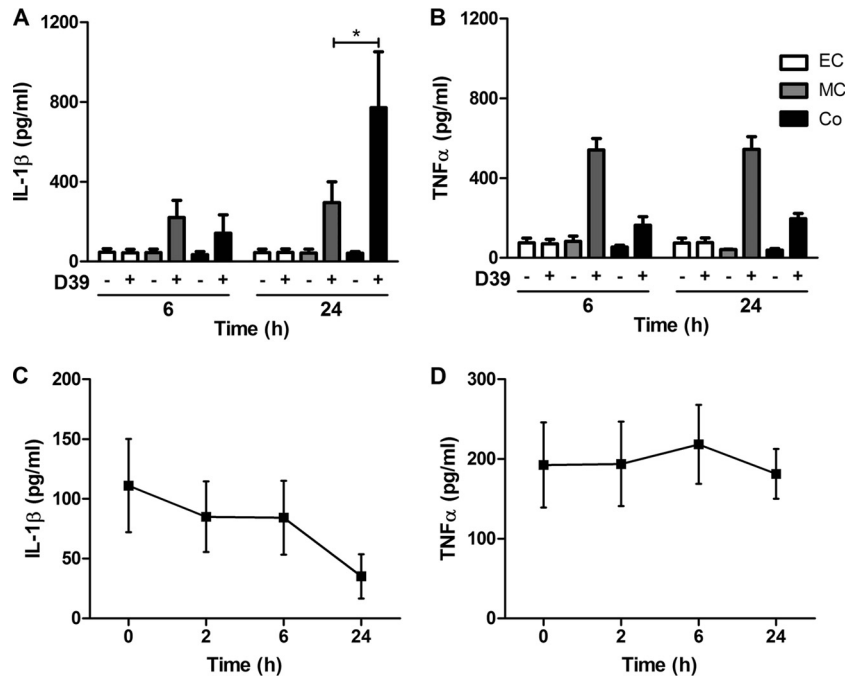 A
1200
800
400
0
IL-1β (pg/ml)
*
D39 - + - + - + - + - + - +
6 24
Time (h)
B
1200
800
400
0
TNFα (pg/ml)
EC
MC
Co
- + - + - + - + - + - +
6 24
Time (h)
C
200
150
100
50
0
IL-1β (pg/ml)
0 2 6 24
Time (h)
D
300
200
100
0
TNFα (pg/ml)
0 2 6 24
Time (h)